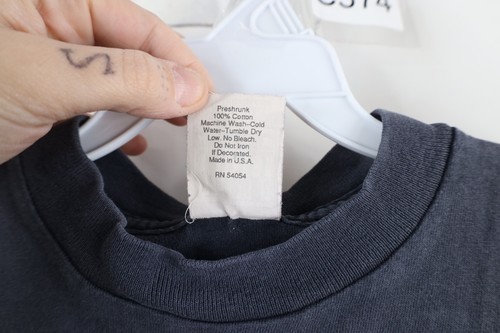 C574
S
Preshrunk
100% Cotton
Machine Wash-Cold
Water-Tumble Dry
Low. No Bleach.
Do Not Iron
If Decorated.
Made in U.S.A.
RN 54054